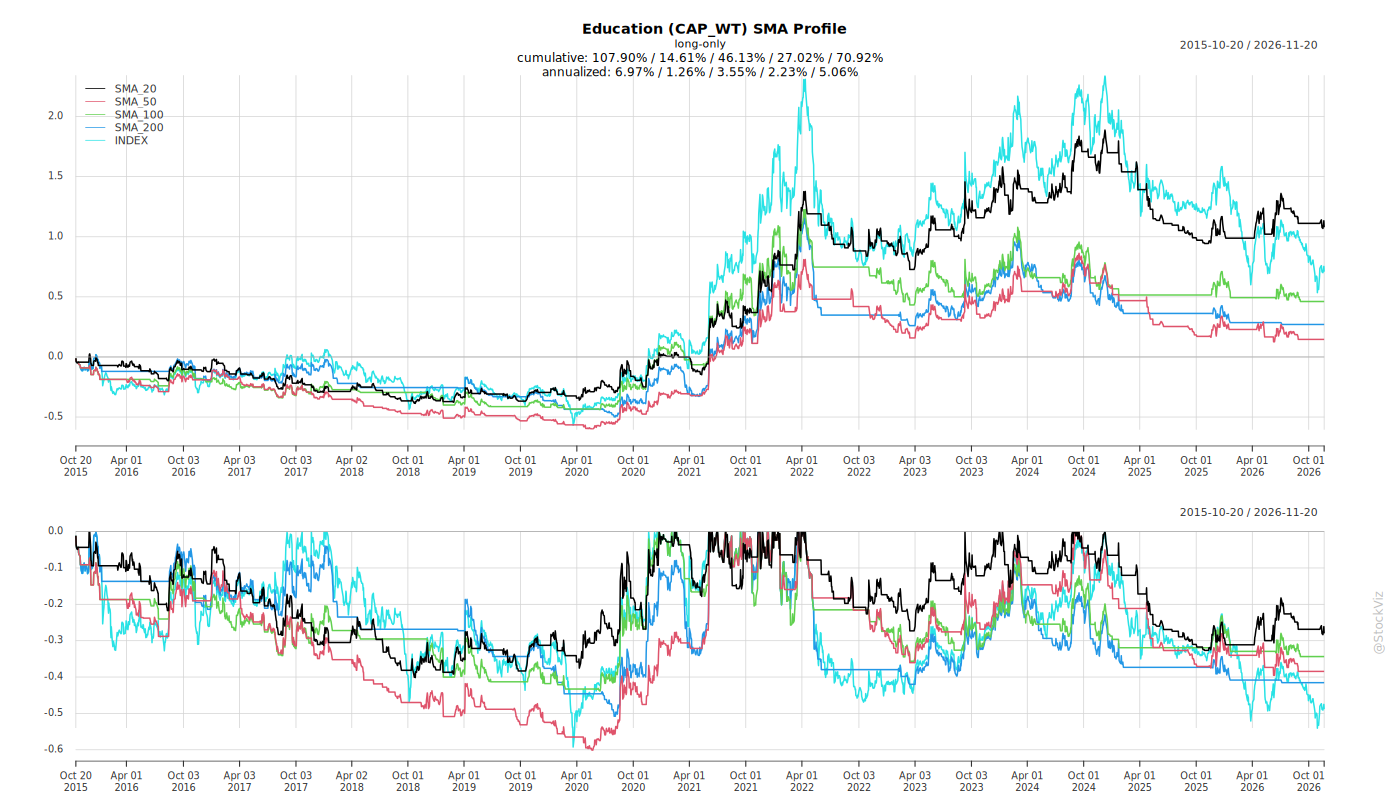 Education (CAP_WT) SMA Profile
long-only
cumulative: 107.90% / 14.61% / 46.13% / 27.02% / 70.92%
annualized: 6.97% / 1.26% / 3.55% / 2.23% / 5.06%
2015-10-20 / 2026-11-20
SMA_20
SMA_50
SMA_100
SMA_200
INDEX
2.0
1.5
1.0
0.5
0.0
-0.5
Oct 20 Apr 01 Oct 03 Apr 03 Oct 03 Apr 02 Oct 01 Apr 01 Oct 01 Apr 01 Oct 01 Apr 01 Oct 01 Apr 01 Oct 03 Apr 03 Oct 03 Apr 01 Oct 01 Apr 01 Oct 01 Apr 01 Oct 01
2015 2016 2016 2017 2017 2018 2018 2019 2019 2020 2020 2021 2021 2022 2022 2023 2023 2024 2024 2025 2025 2026 2026
2015-10-20 / 2026-11-20
0.0
-0.1
-0.2
-0.3
-0.4
-0.5
-0.6
Oct 20 Apr 01 Oct 03 Apr 03 Oct 03 Apr 02 Oct 01 Apr 01 Oct 01 Apr 01 Oct 01 Apr 01 Oct 01 Apr 01 Oct 03 Apr 03 Oct 03 Apr 01 Oct 01 Apr 01 Oct 01 Apr 01 Oct 01
2015 2016 2016 2017 2017 2018 2018 2019 2019 2020 2020 2021 2021 2022 2022 2023 2023 2024 2024 2025 2025 2026 2026
@StockViz